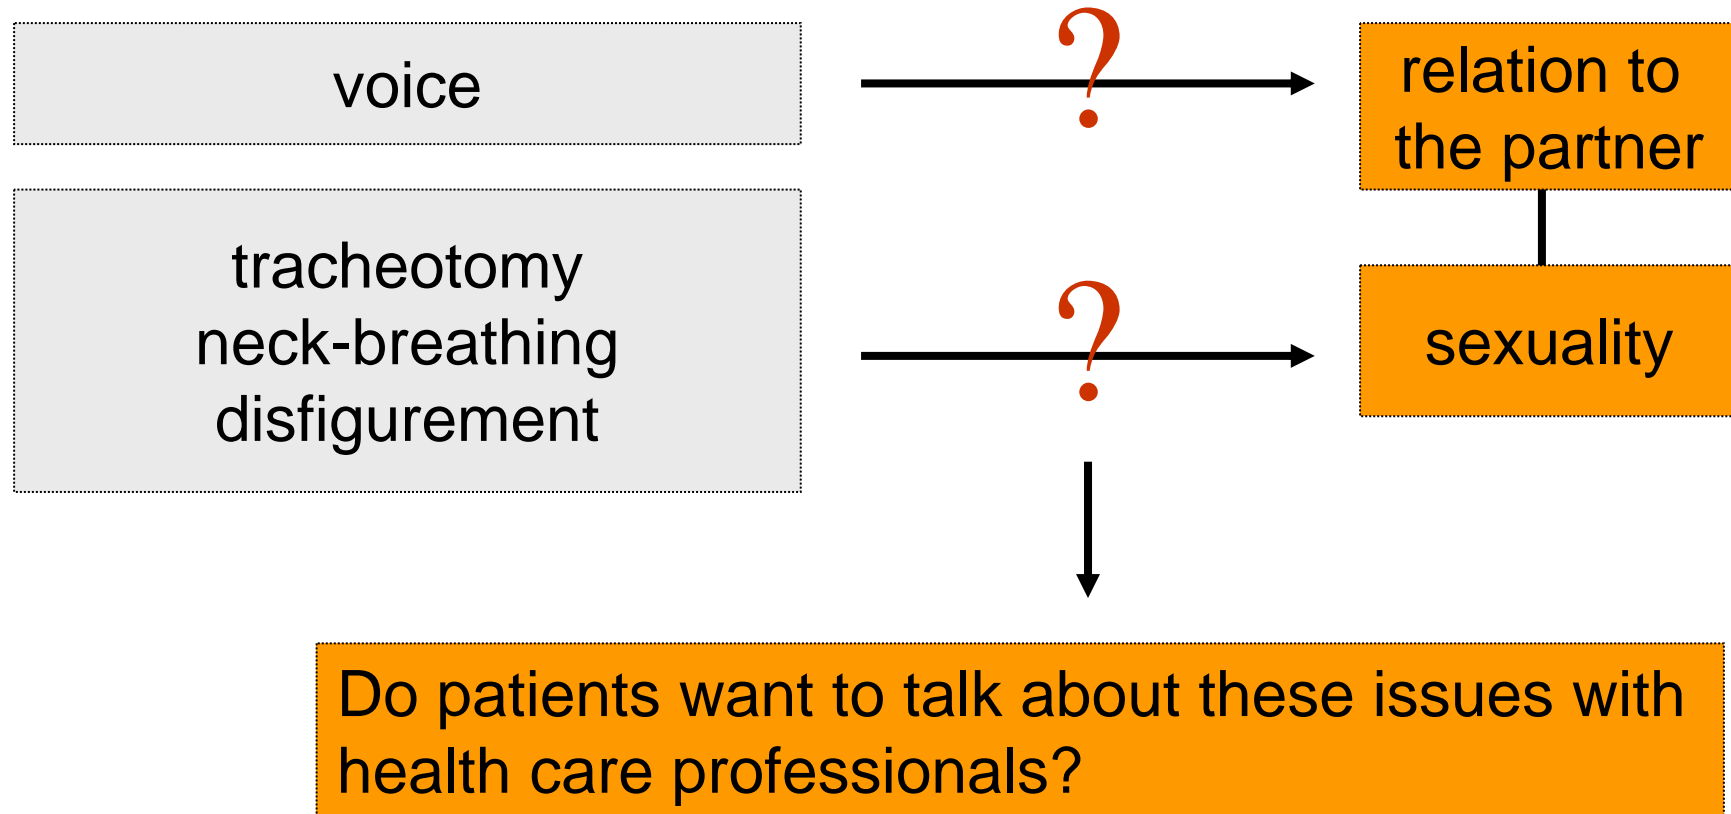 voice
?
relation to
the partner
tracheotomy
neck-breathing
disfigurement
?
sexuality
Do patients want to talk about these issues with
health care professionals?